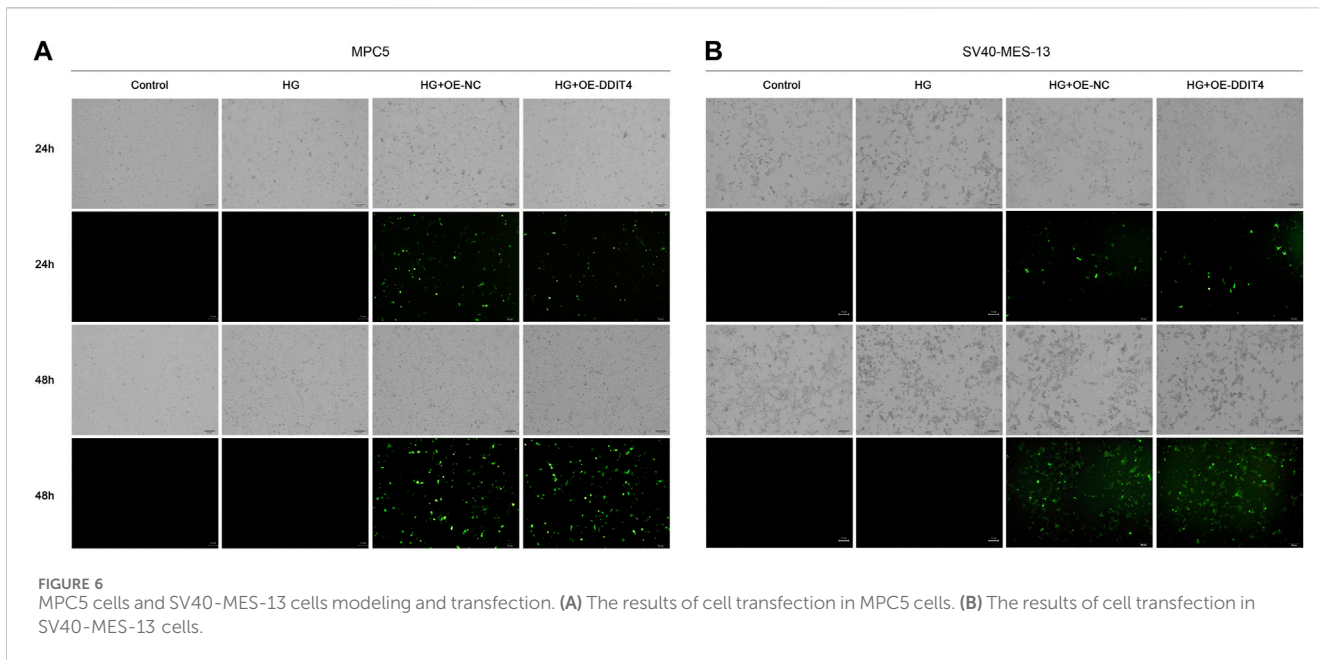 A
MPC5
Control HG HG+OE-NC HG+OE-DDIT4
24h
24h
48h
48h
B
SV40-MES-13
Control HG HG+OE-NC HG+OE-DDIT4
FIGURE 6
MPC5 cells and SV40-MES-13 cells modeling and transfection. (A) The results of cell transfection in MPC5 cells. (B) The results of cell transfection in
SV40-MES-13 cells.